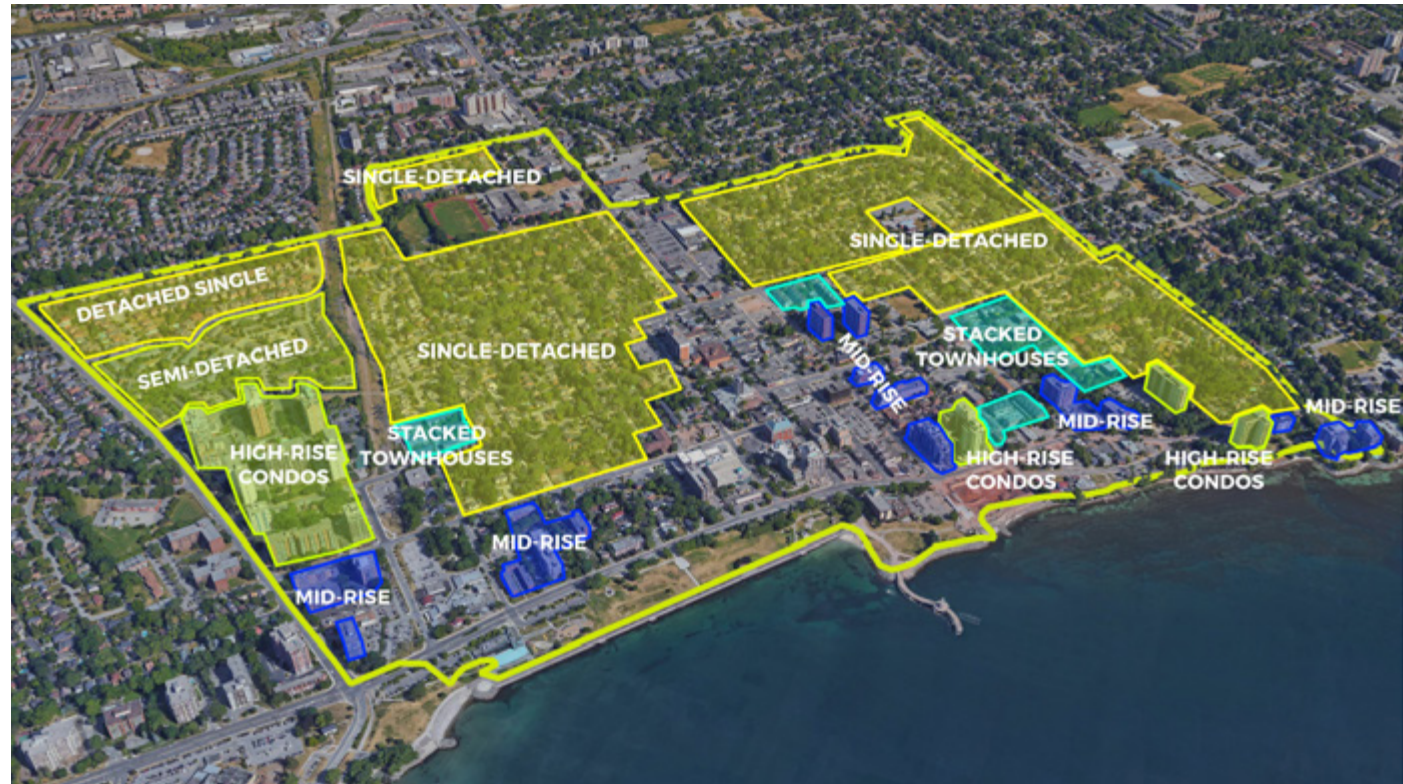 SINGLE-DETACHED
SINGLE-DETACHED
DETACHED SINGLE
SEMI-DETACHED
SINGLE-DETACHED
STACKED
TOWNHOUSES
MID-RISE
MID-RISE
MID-RISE
STACKED
TOWNHOUSES
HIGH-RISE
CONDOS
HIGH-RISE
CONDOS
HIGH-RISE
CONDOS
MID-RISE
MID-RISE